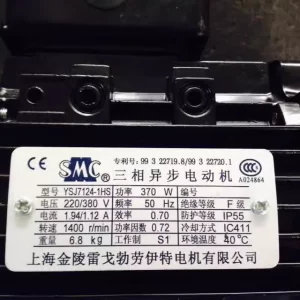 CE SMC 专利号: 99 3 22719.8/99 3 22720.1 CCC
三相异步电动机 A024864
型号 YSJ7124-1HS 功率 370 W 编号
电压 220/380 V 频率 50 Hz 绝缘等级 F 级
电流 1.94/1.12 A 效率 0.70 防护等级 IP55
转速 1400 r/min 功率因数 0.72 冷却方式 IC411
重量 6.8 kg 工作制 S1 环境温度 40℃
上海金陵雷戈勃劳伊特电机有限公司